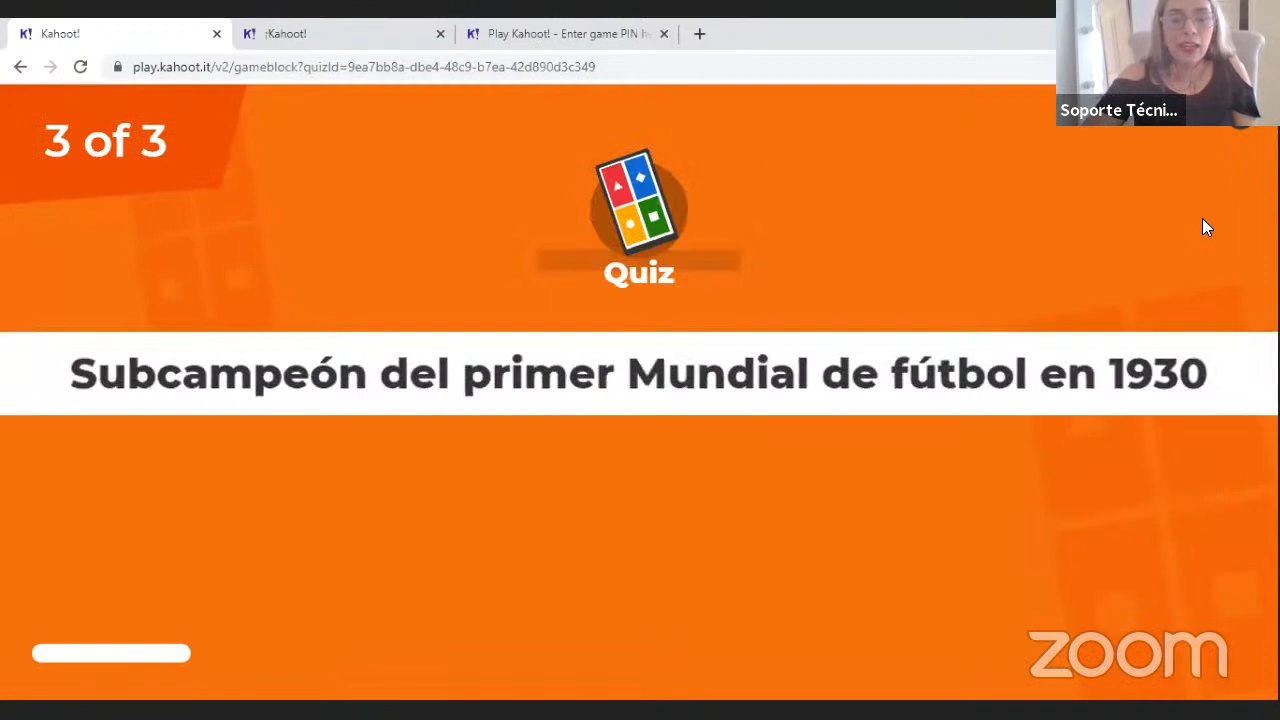 Kahoot!
Kahoot!
Play Kahoot! - Enter game PIN h
play.kahoot.it/v2/gameblock?quizId=9ea7bb8a-dbe4-48c9-b7ea-42d890d3c349
Soporte Técni...
3 of 3
Quiz
Subcampeón del primer Mundial de fútbol en 1930
zoom